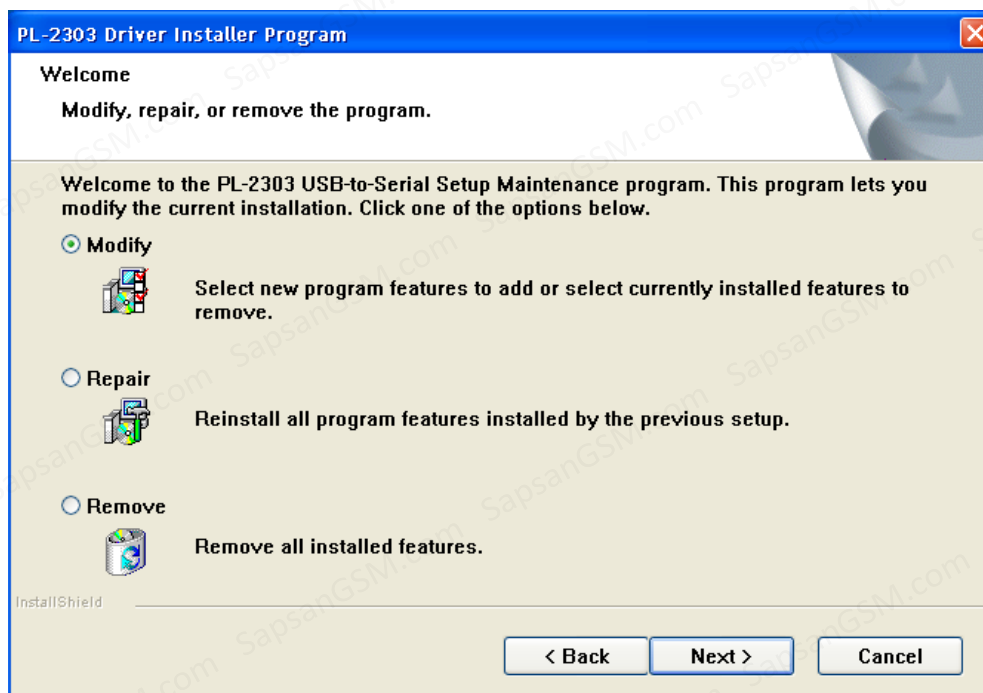 PL-2303 Driver Installer Program
Welcome
Modify, repair, or remove the program.
Welcome to the PL-2303 USB-to-Serial Setup Maintenance program. This program lets you
modify the current installation. Click one of the options below.
Modify
Select new program features to add or select currently installed features to
remove.
Repair
Reinstall all program features installed by the previous setup.
Remove
Remove all installed features.
InstallShield
< Back
Next >
Cancel
SapsanGSM.com